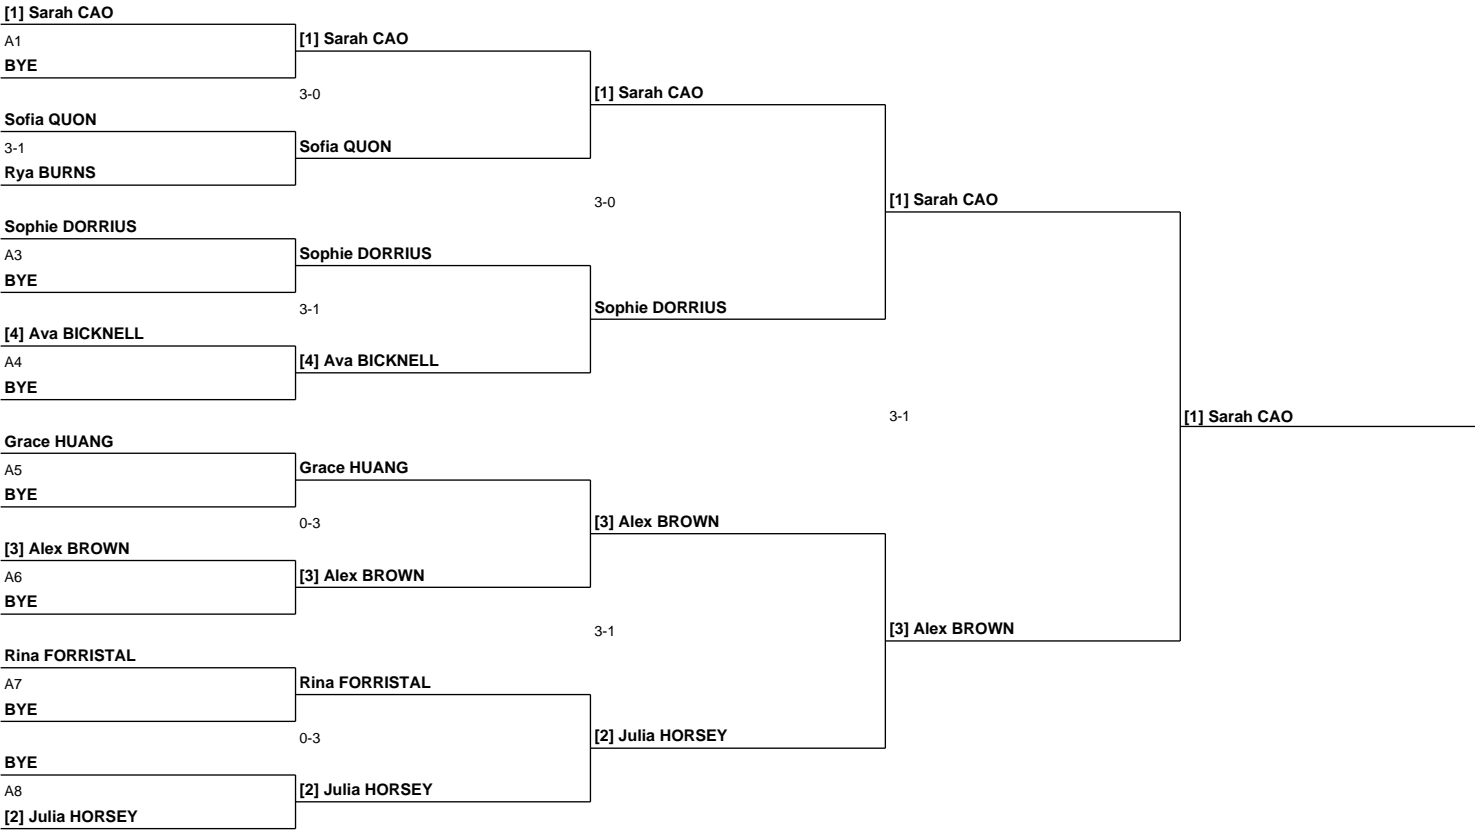 [1] Sarah CAO
A1
BYE
[1] Sarah CAO
3-0
Sofia QUON
3-1
Rya BURNS
Sofia QUON
[1] Sarah CAO
3-0
Sophie DORRIUS
A3
BYE
Sophie DORRIUS
3-1
[4] Ava BICKNELL
A4
BYE
[4] Ava BICKNELL
Sophie DORRIUS
[1] Sarah CAO
3-1
Grace HUANG
A5
BYE
Grace HUANG
0-3
[3] Alex BROWN
A6
BYE
[3] Alex BROWN
[3] Alex BROWN
3-1
Rina FORRISTAL
A7
BYE
Rina FORRISTAL
0-3
BYE
A8
[2] Julia HORSEY
[2] Julia HORSEY
[2] Julia HORSEY
[3] Alex BROWN
[1] Sarah CAO